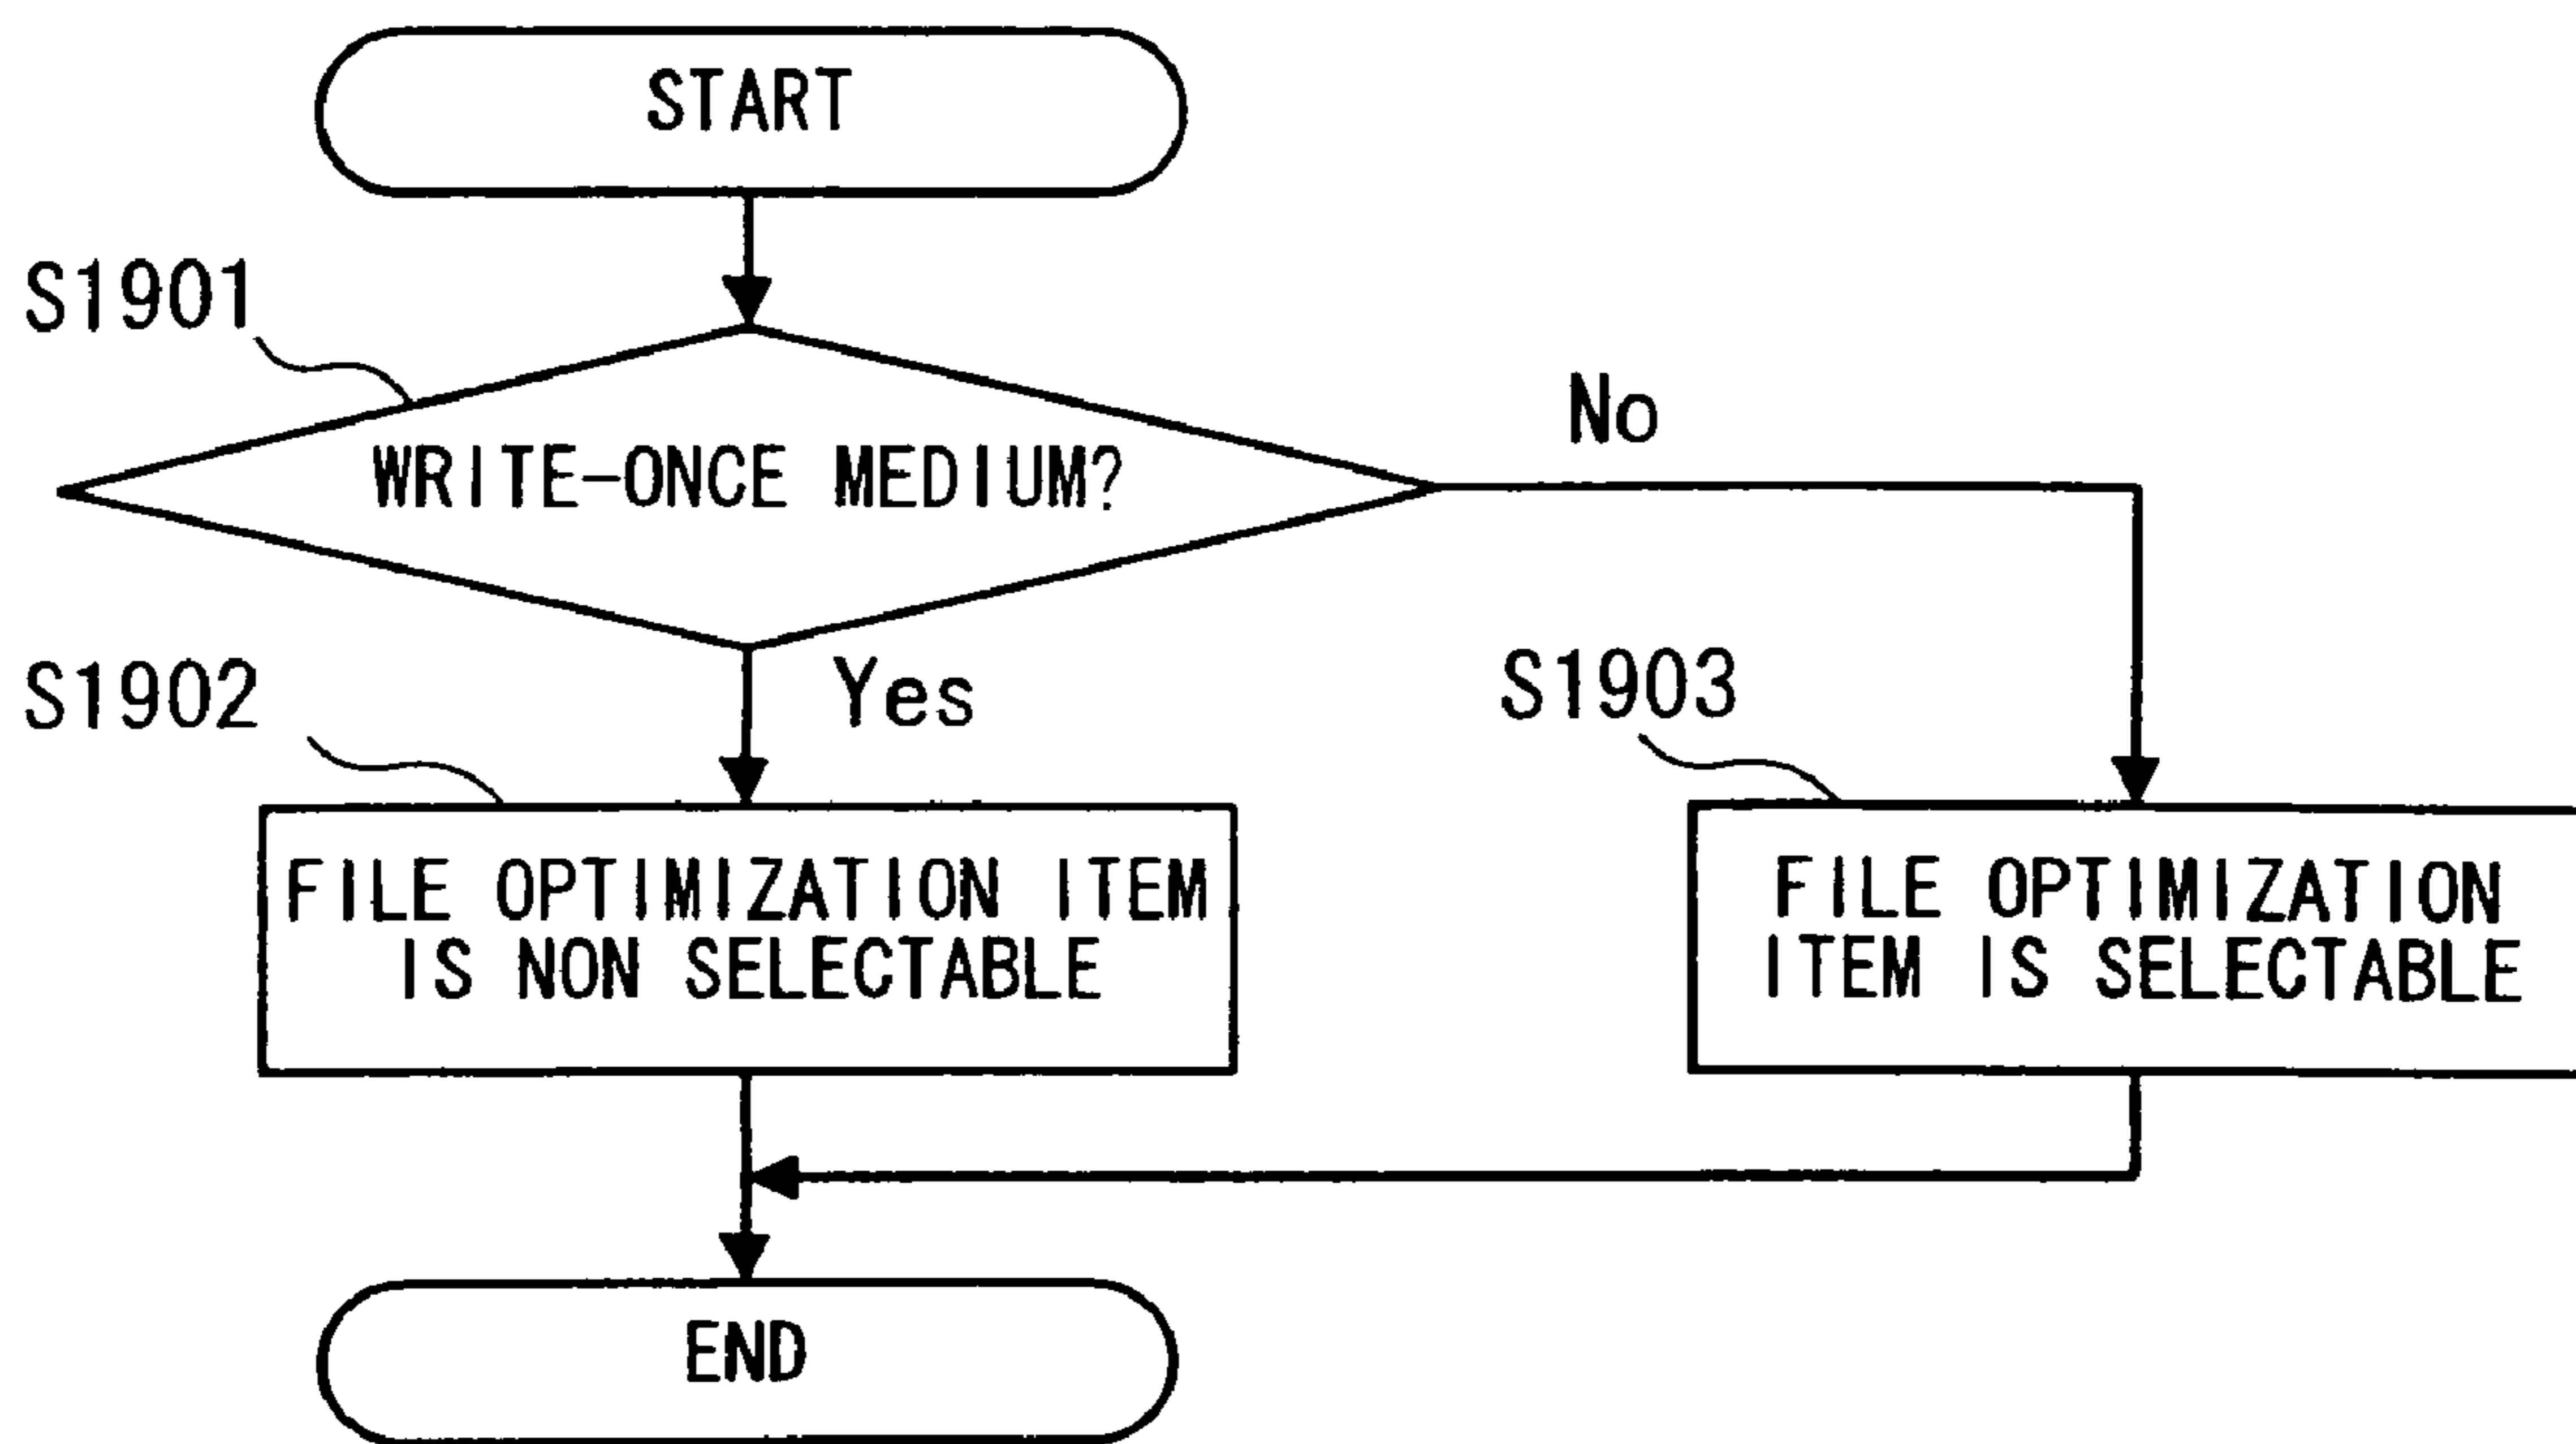 START
S1901
WRITE-ONCE MEDIUM?
No
S1902
Yes
S1903
FILE OPTIMIZATION ITEM
IS NON SELECTABLE
FILE OPTIMIZATION
ITEM IS SELECTABLE
END